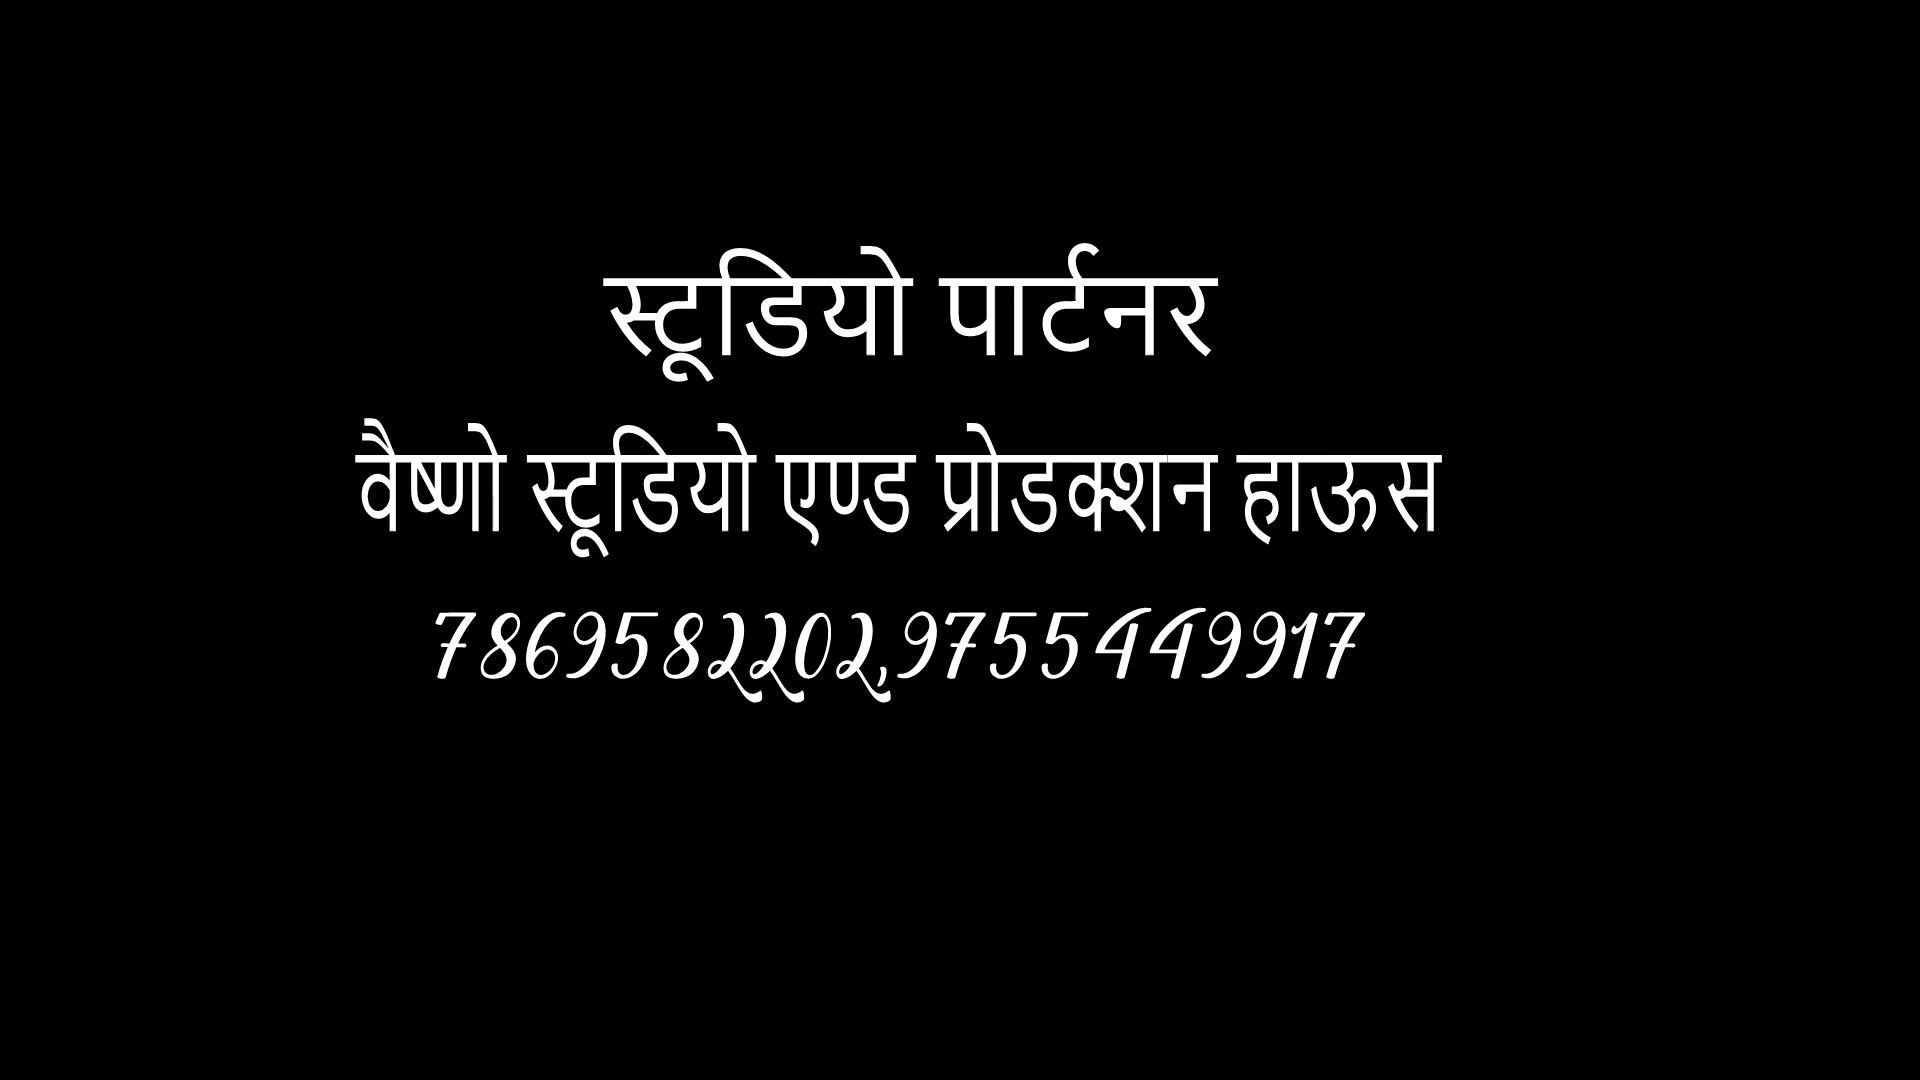 स्टूडियो पार्टनर
वैष्णो स्टूडियो एण्ड प्रोडक्शन हाऊस
7869582202,9755449917